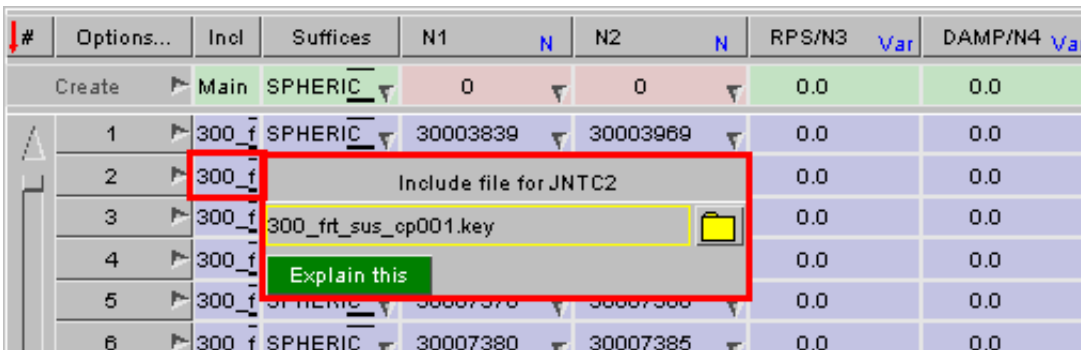 # Options... Incl Suffices N1 N N2 N RPS/N3 Var DAMP/N4
Create Main SPHERIC_ 0 0 0.0 0.0
1 300_f SPHERIC_ 30003839 30003969 0.0 0.0
2 300_f Include file for JNTC2 0.0 0.0
3 300_f 300_frt_sus_cp001.key 0.0 0.0
4 300_f Explain this 0.0 0.0
5 300_f 0.0 0.0
6 300_f SPHERIC 30007380 30007385 0.0 0.0